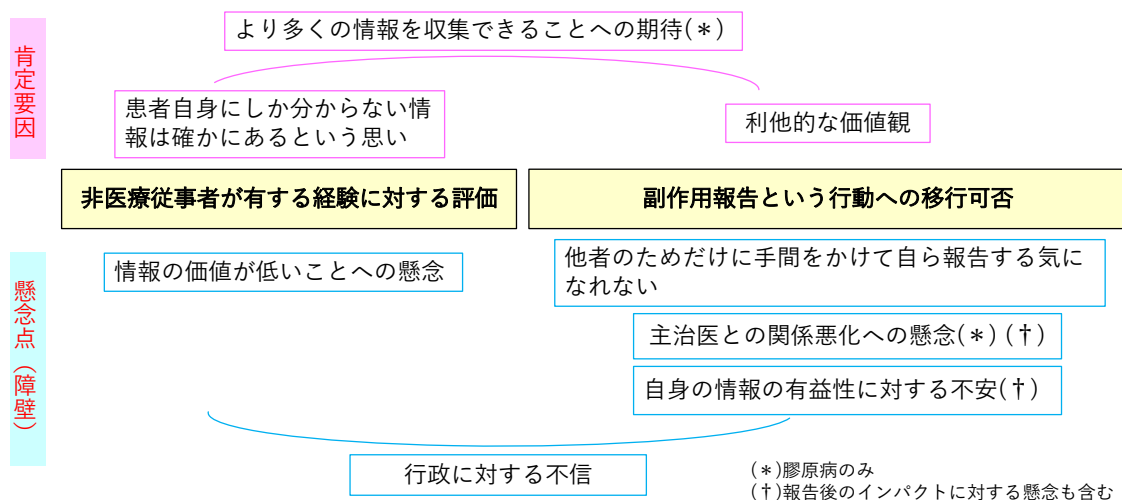 肯定要因
より多くの情報を収集できることへの期待(*)
患者自身にしか分からない情
報は確かにあるという思い
利他的な価値観
非医療従事者が有する経験に対する評価
副作用報告という行動への移行可否
懸念点（障壁）
情報の価値が低いことへの懸念
他者のためだけに手間をかけて自ら報告する気に
なれない
主治医との関係悪化への懸念(*)(†)
自身の情報の有益性に対する不安(†)
行政に対する不信
(*)膠原病のみ
(†)報告後のインパクトに対する懸念も含む